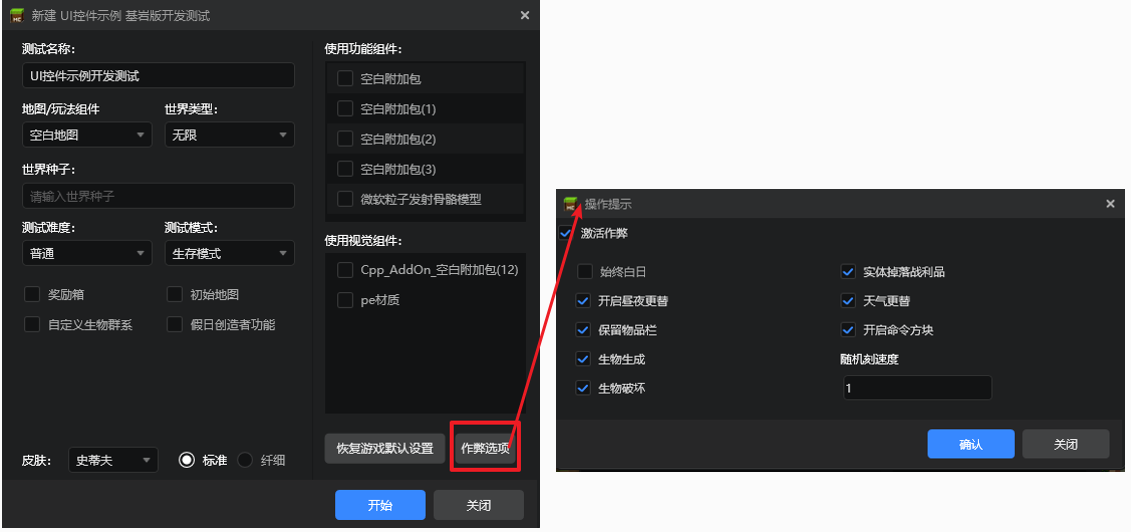 新建 UI控件示例 基岩版开发测试
测试名称:
UI控件示例开发测试
地图/玩法组件
世界类型:
空白地图
无限
世界种子:
请输入世界种子
测试难度:
测试模式:
普通
生存模式
奖励箱
初始地图
自定义生物群系
假日创造者功能
皮肤:
史蒂夫
标准
纤细
使用功能组件:
空白附加包
空白附加包(1)
空白附加包(2)
空白附加包(3)
微软粒子发射骨骼模型
使用视觉组件:
Cpp_AddOn_空白附加包(12)
pe材质
恢复游戏默认设置
作弊选项
开始
关闭
操作提示
激活作弊
始终白日
实体掉落战利品
开启昼夜更替
天气更替
保留物品栏
开启命令方块
生物生成
随机刻速度
生物破坏
1
确认
关闭